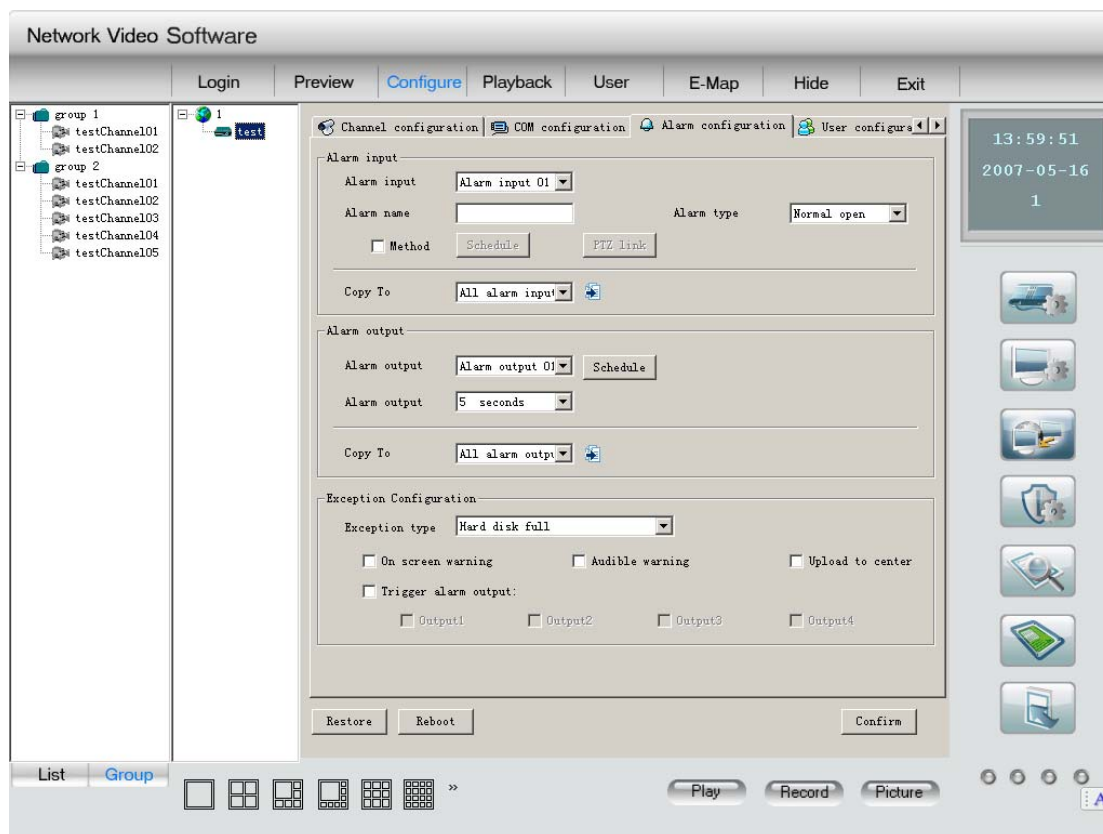 Network Video Software
Login Preview Configure Playback User E-Map Hide Exit
group 1
testChannel01
testChannel02
group 2
testChannel01
testChannel02
testChannel03
testChannel04
testChannel05
1
test
Channel configuration COM configuration Alarm configuration User configura
Alarm input
Alarm input Alarm input 01
Alarm name Alarm type Normal open
Method Schedule PTZ link
Copy To All alarm input
Alarm output
Alarm output Alarm output 01 Schedule
Alarm output 5 seconds
Copy To All alarm outpu
Exception Configuration
Exception type Hard disk full
On screen warning Audible warning Upload to center
Trigger alarm output:
Output1 Output2 Output3 Output4
Restore Reboot Confirm
13:59:51
2007-05-16
1
List Group
»
Play Record Picture
A